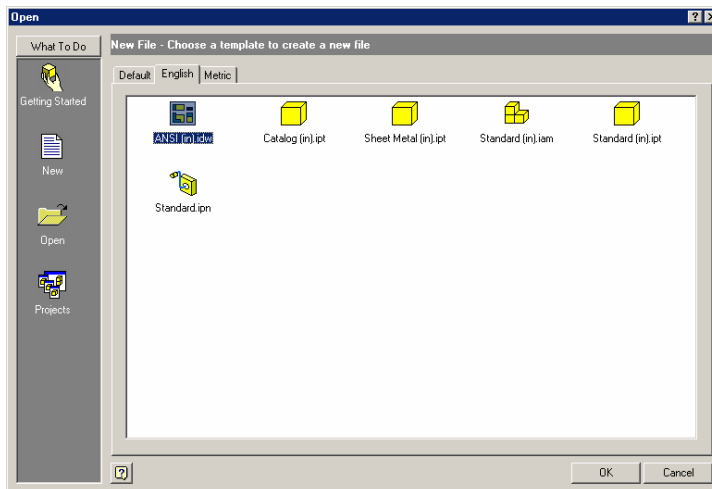 Open
What To Do
New File - Choose a template to create a new file
Getting Started
New
Open
Projects
Default English Metric
ANSI (in).idw Catalog (in).ipt Sheet Metal (in).ipt Standard (in).iam Standard (in).ipt
Standard.ipn
OK Cancel